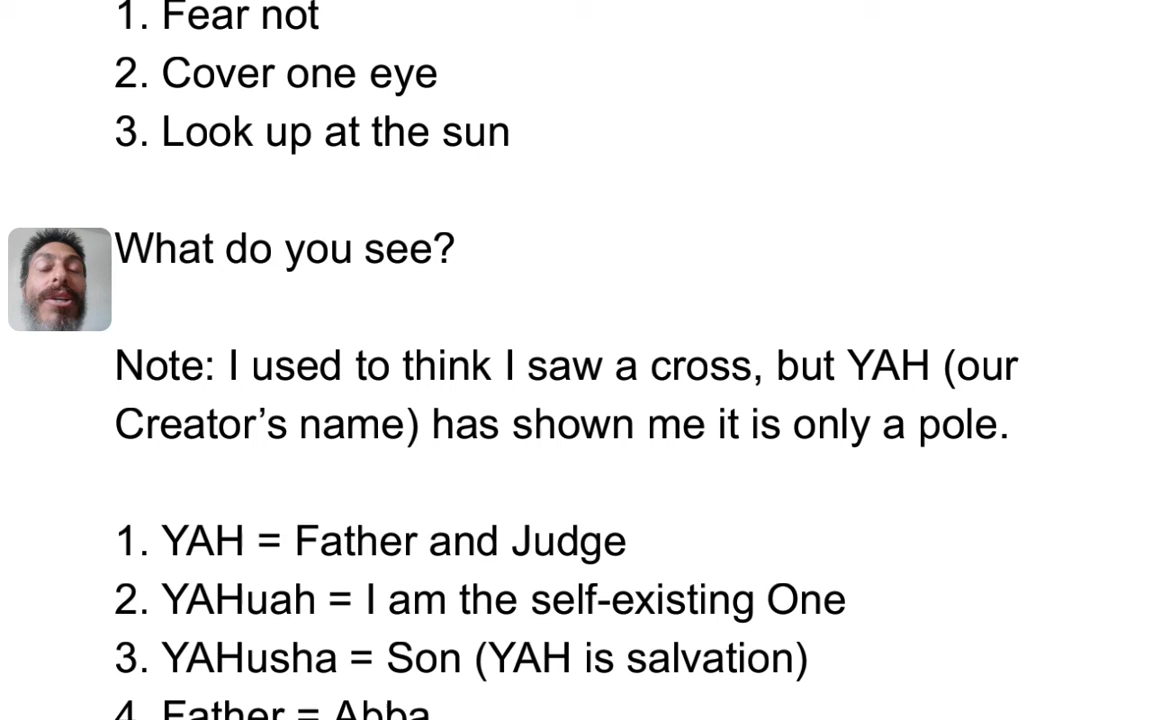 1. Fear not
2. Cover one eye
3. Look up at the sun
What do you see?
Note: I used to think I saw a cross, but YAH (our
Creator’s name) has shown me it is only a pole.
1. YAH = Father and Judge
2. YAHuah = I am the self-existing One
3. YAHusha = Son (YAH is salvation)
4. Father = Abba